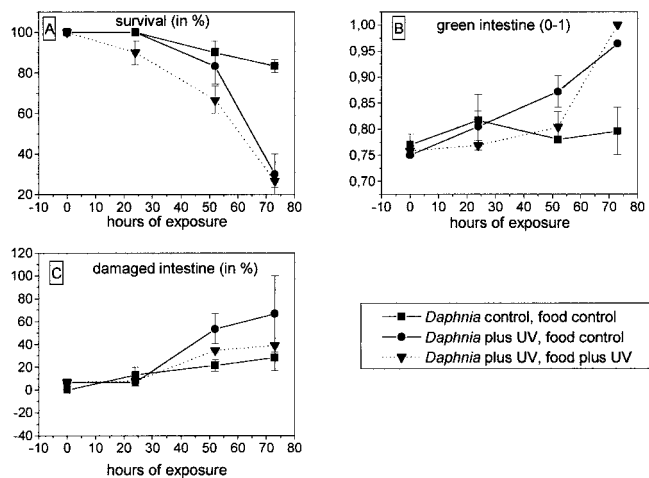 A
survival (in %)
100
80
60
40
20
-10 0 10 20 30 40 50 60 70 80
hours of exposure
B
green intestine (0-1)
1,00
0,95
0,90
0,85
0,80
0,75
0,70
-10 0 10 20 30 40 50 60 70 80
hours of exposure
C
damaged intestine (in %)
120
100
80
60
40
20
0
-20
-40
-10 0 10 20 30 40 50 60 70 80
hours of exposure
Daphnia control, food control
Daphnia plus UV, food control
Daphnia plus UV, food plus UV